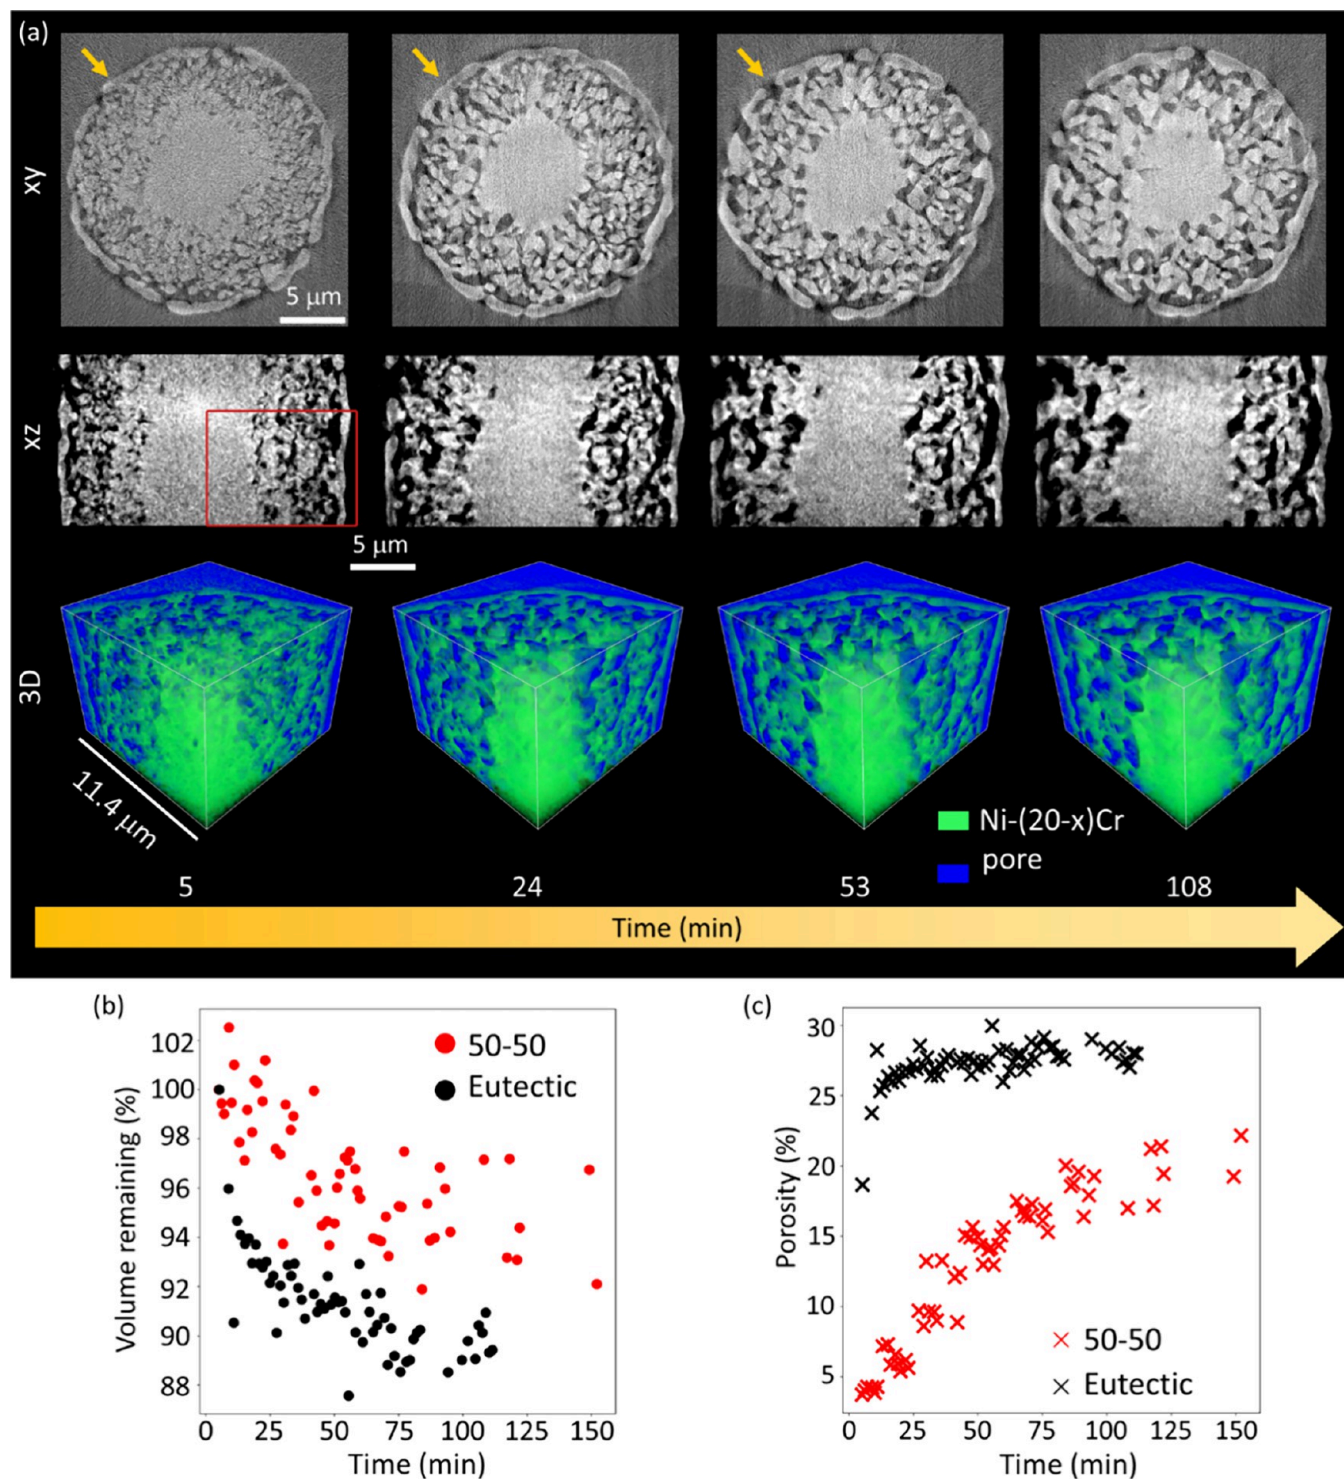 (a)
xy
5 μm
xz
5 μm
3D
11.4 μm
Ni-(20-x)Cr
pore
5 24 53 108
Time (min)
(b)
Volume remaining (%)
102
100
98
96
94
92
90
88
50-50
Eutectic
0 25 50 75 100 125 150
Time (min)
(c)
Porosity (%)
30
25
20
15
10
5
50-50
Eutectic
0 25 50 75 100 125 150
Time (min)